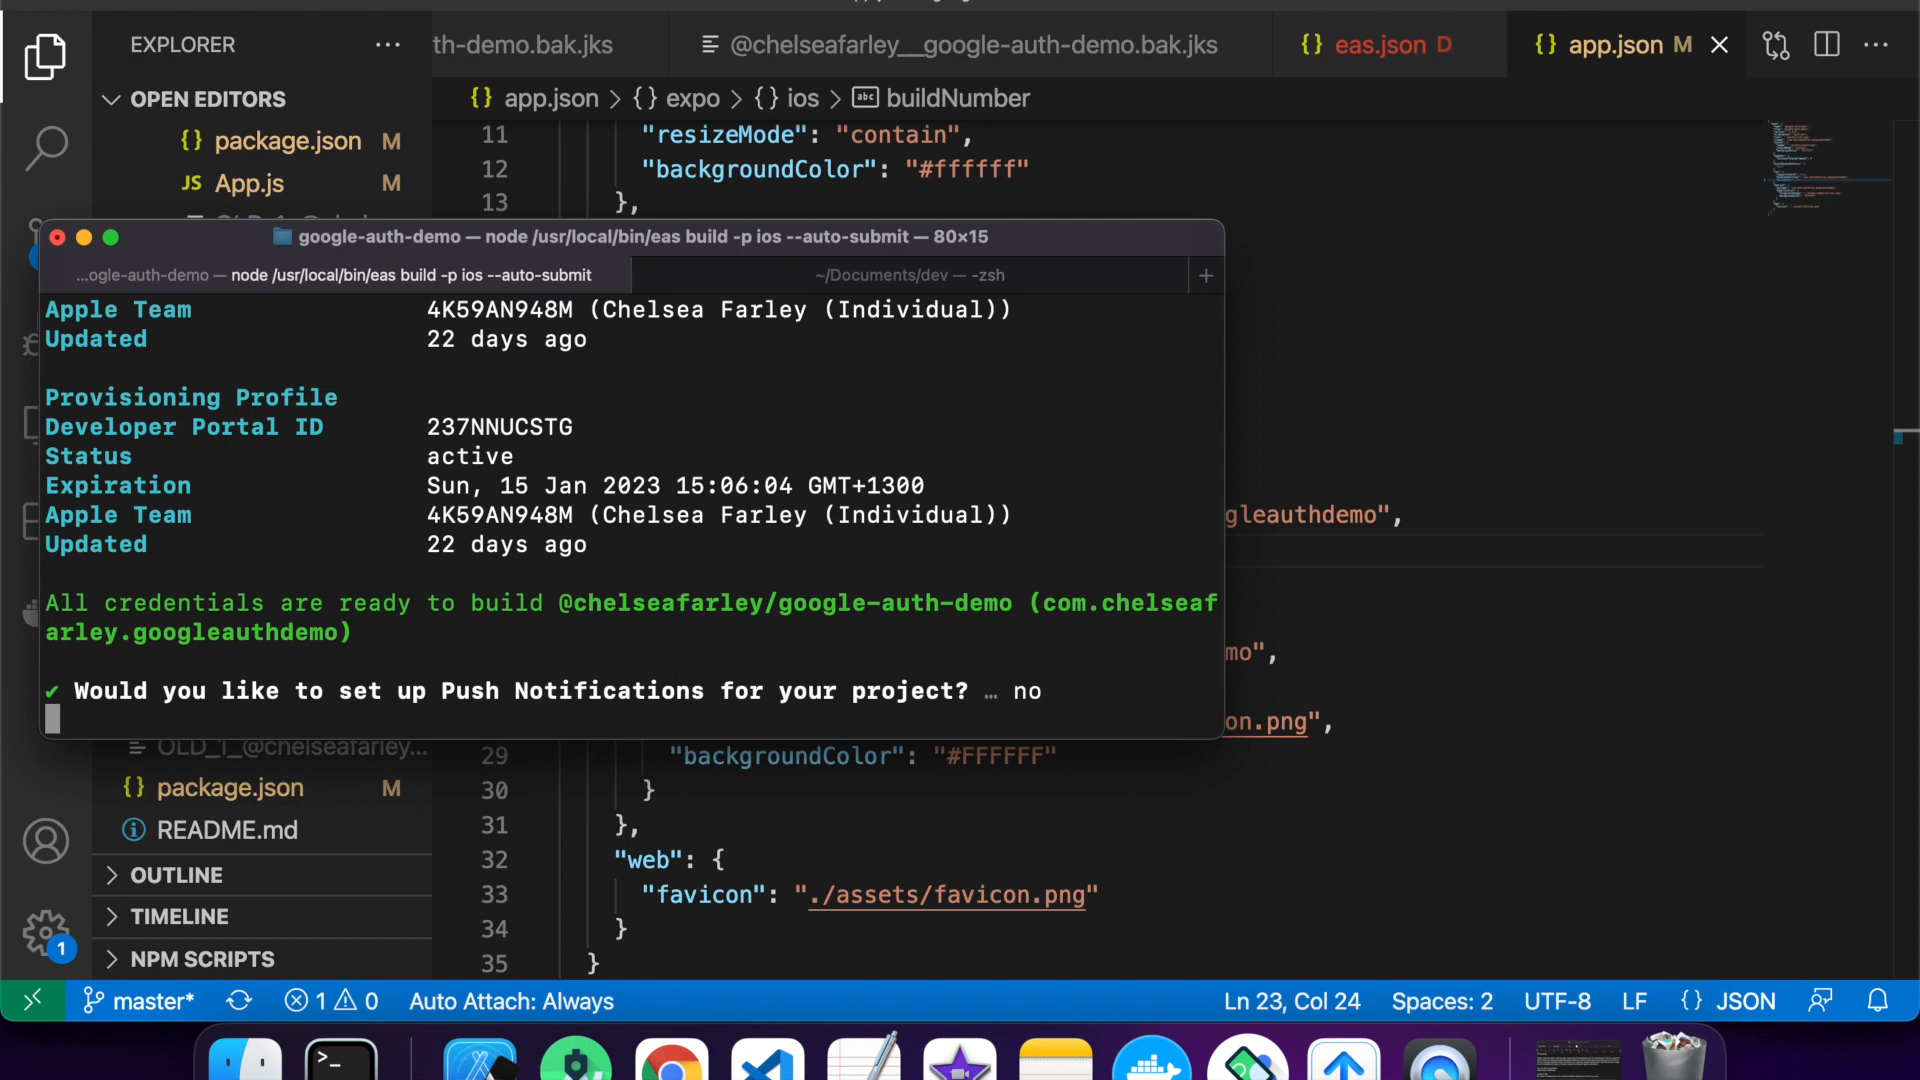 EXPLORER
th-demo.bak.jks
@chelseafarley__google-auth-demo.bak.jks
{} eas.json D
{} app.json M
OPEN EDITORS
{} app.json > {} expo > {} ios > abc buildNumber
{} package.json M
JS App.js M
11 "resizeMode": "contain",
12 "backgroundColor": "#ffffff"
13 },
google-auth-demo — node /usr/local/bin/eas build -p ios --auto-submit — 80×15
...ogle-auth-demo — node /usr/local/bin/eas build -p ios --auto-submit
~/Documents/dev — -zsh
+
Apple Team 4K59AN948M (Chelsea Farley (Individual))
Updated 22 days ago
Provisioning Profile
Developer Portal ID 237NNUCSTG
Status active
Expiration Sun, 15 Jan 2023 15:06:04 GMT+1300
Apple Team 4K59AN948M (Chelsea Farley (Individual))
Updated 22 days ago
All credentials are ready to build @chelseafarley/google-auth-demo (com.chelseaf
arley.googleauthdemo)
✔ Would you like to set up Push Notifications for your project? … no
gleauthdemo",
mo",
on.png",
OLD_1_@chelseafarley...
{} package.json M
README.md
OUTLINE
TIMELINE
NPM SCRIPTS
29 "backgroundColor": "#FFFFFF"
30 }
31 },
32 "web": {
33 "favicon": "./assets/favicon.png"
34 }
35 }
1
master* 1 0 Auto Attach: Always
Ln 23, Col 24 Spaces: 2 UTF-8 LF {} JSON
>_